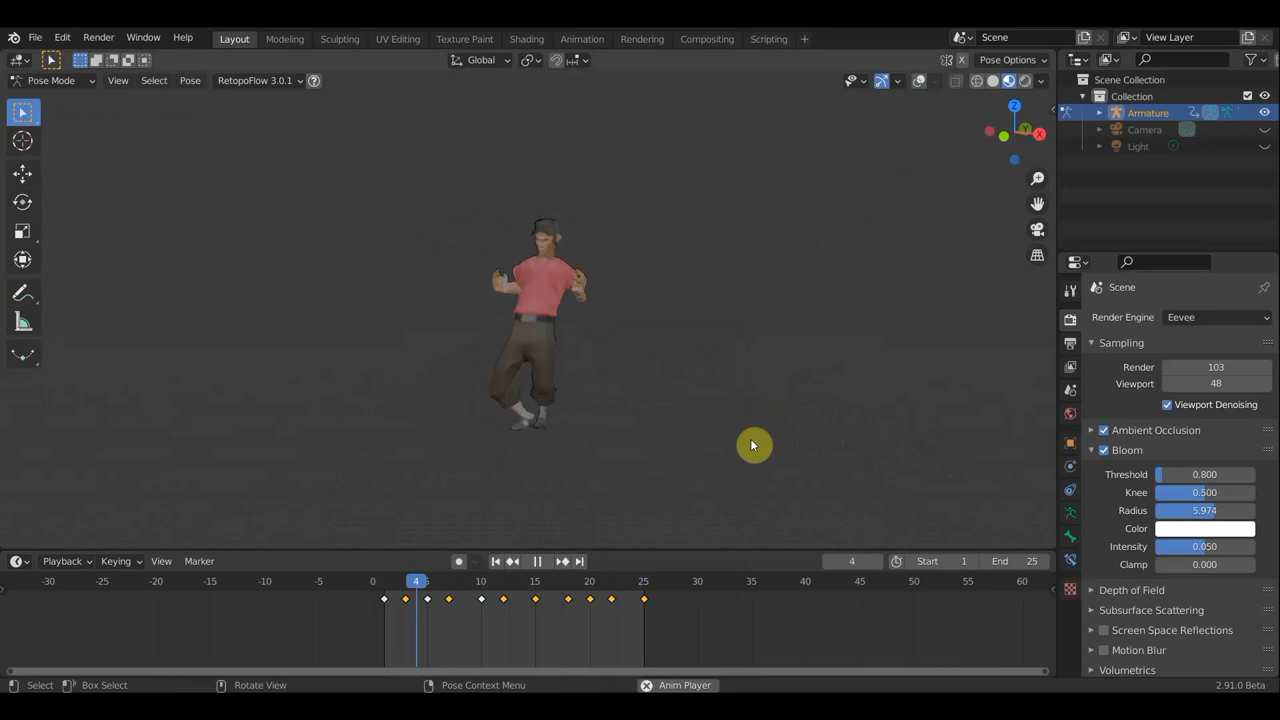 File Edit Render Window Help Layout Modeling Sculpting UV Editing Texture Paint Shading Animation Rendering Compositing Scripting + Scene View Layer
Global X Pose Options
Pose Mode View Select Pose RetopoFlow 3.0.1 ?
Scene Collection
Collection
Armature
Camera
Light
Z
Y
X
Scene
Render Engine Eevee
Sampling
Render 103
Viewport 48
Viewport Denoising
Ambient Occlusion
Bloom
Threshold 0.800
Knee 0.500
Radius 5.974
Color
Intensity 0.050
Clamp 0.000
Depth of Field
Subsurface Scattering
Screen Space Reflections
Motion Blur
Volumetrics
Playback Keying View Marker 4 Start 1 End 25
-30 -25 -20 -15 -10 -5 0 4 5 10 15 20 25 30 35 40 45 50 55 60
Select Box Select Rotate View Pose Context Menu Anim Player 2.91.0 Beta